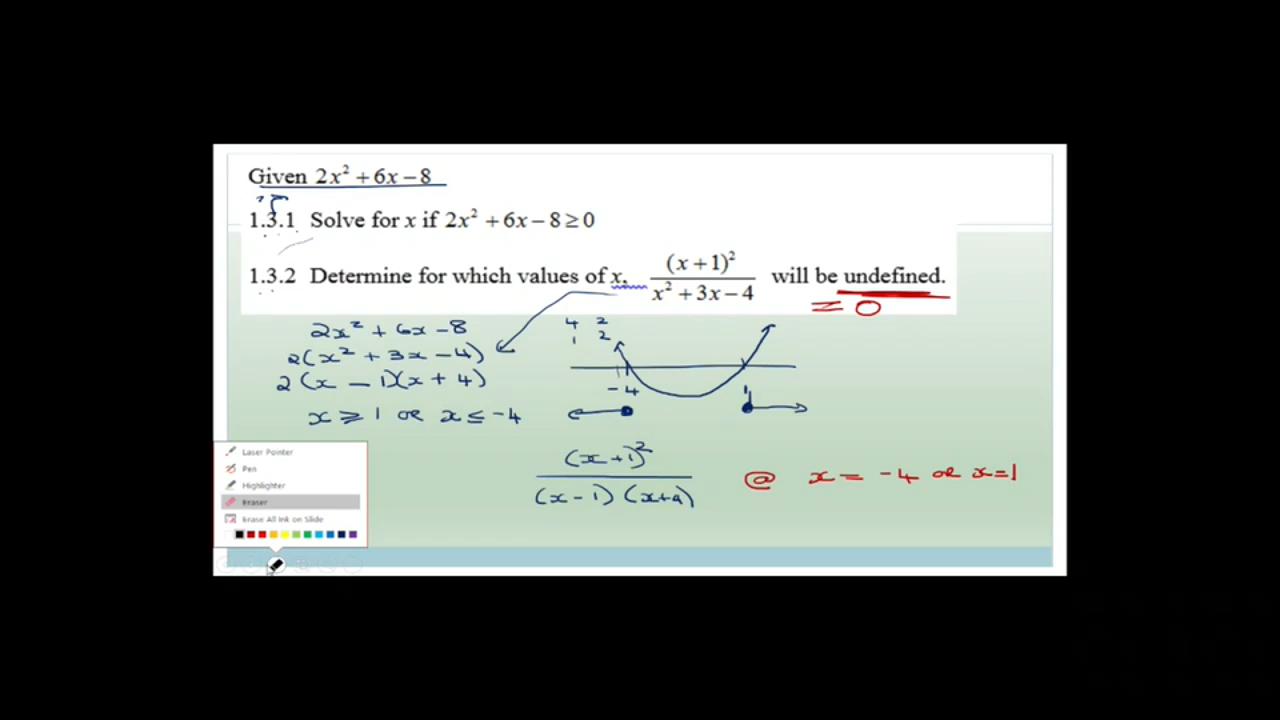 Given 2x² + 6x − 8
1.3.1 Solve for x if 2x² + 6x − 8 ≥ 0
1.3.2 Determine for which values of x, (x+1)² / x² + 3x − 4 will be undefined.
= 0
2x² + 6x − 8
2(x² + 3x − 4)
2(x − 1)(x + 4)
x ≥ 1 or x ≤ −4
4 2
1 2
−4 1
(x+1)² / (x−1)(x+4)
@ x = −4 or x=1
Laser Pointer
Pen
Highlighter
Eraser
Erase All Ink on Slide